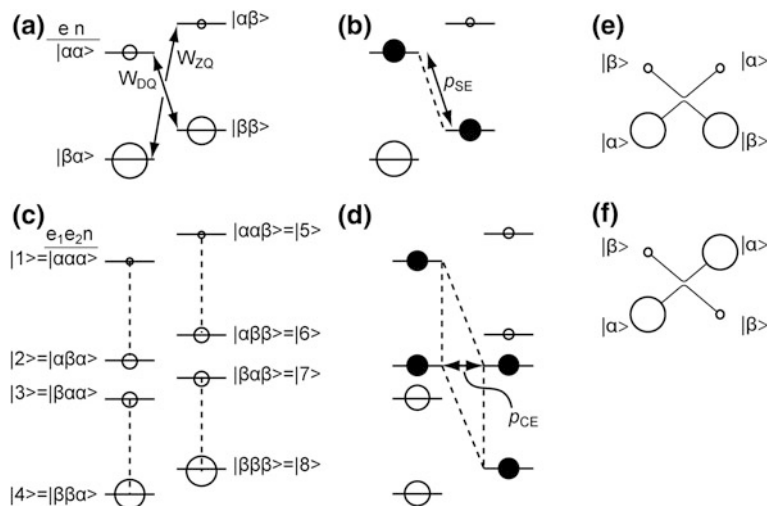 (a)
e n
|αα>
|αβ>
W_DQ
W_ZQ
|βα>
|ββ>
(b)
p_SE
(e)
|β>
|α>
|α>
|β>
(c)
e₁e₂n
|1>=|ααα>
|ααβ>=|5>
|αββ>=|6>
|2>=|αβα>
|βαβ>=|7>
|3>=|βαα>
|βββ>=|8>
|4>=|ββα>
(d)
p_CE
(f)
|β>
|α>
|α>
|β>